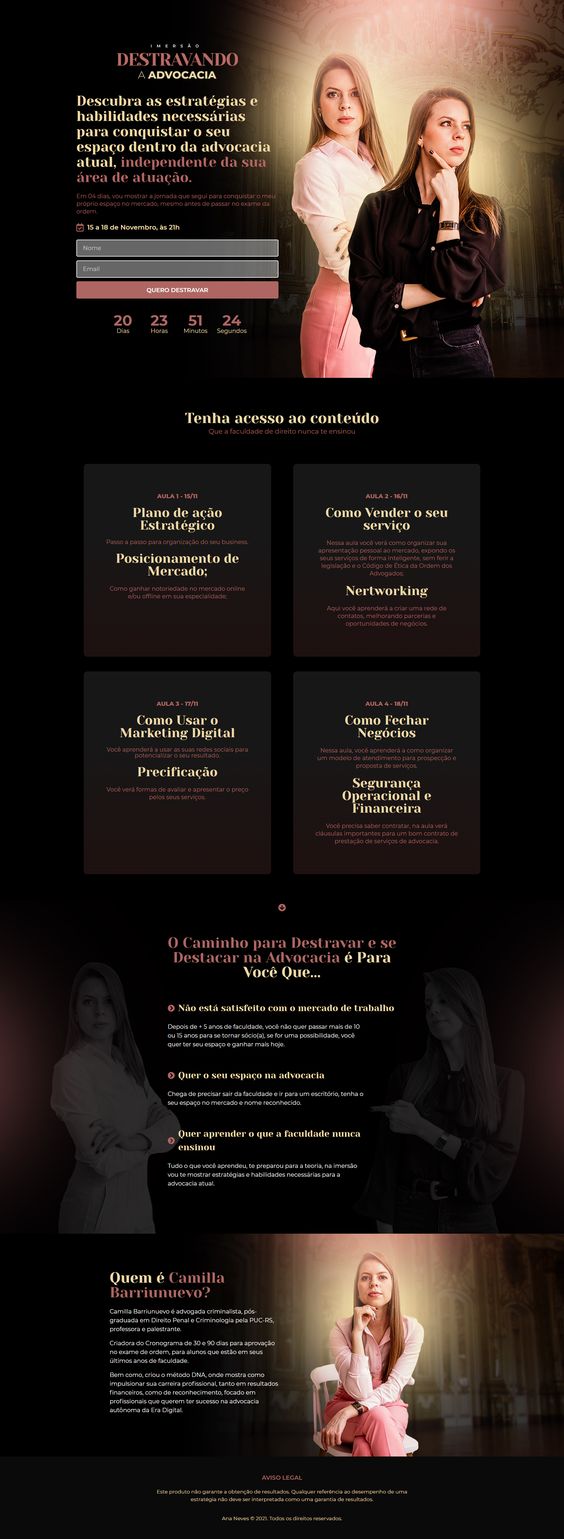 IMERSÃO
DESTRAVANDO
A ADVOCACIA
Descubra as estratégias e
habilidades necessárias
para conquistar o seu
espaço dentro da advocacia
atual, independente da sua
área de atuação.
Em 04 dias, vou mostrar a jornada que segui para conquistar o meu
próprio espaço no mercado, mesmo antes de passar no exame da
ordem.
15 a 18 de Novembro, às 21h
Nome
Email
QUERO DESTRAVAR
20 23 51 24
Dias Horas Minutos Segundos
Tenha acesso ao conteúdo
Que a faculdade de direito nunca te ensinou
AULA 1 - 15/11
Plano de ação
Estratégico
Passo a passo para organização do seu business.
Posicionamento de
Mercado;
Como ganhar notoriedade no mercado online
e/ou offline em sua especialidade;
AULA 2 - 16/11
Como Vender o seu
serviço
Nessa aula você verá como organizar sua
apresentação pessoal ao mercado, expondo os
seus serviços de forma inteligente, sem ferir a
legislação e o Código de Ética da Ordem dos
Advogados;
Nertworking
Aqui você aprenderá a criar uma rede de
contatos, melhorando parcerias e
oportunidades de negócios.
AULA 3 - 17/11
Como Usar o
Marketing Digital
Você aprenderá a usar as suas redes sociais para
potencializar o seu resultado.
Precificação
Você verá formas de avaliar e apresentar o preço
pelos seus serviços.
AULA 4 - 18/11
Como Fechar
Negócios
Nessa aula, você aprenderá a como organizar
um modelo de atendimento para prospecção e
proposta de serviços.
Segurança
Operacional e
Financeira
Você precisa saber contratar, na aula verá
cláusulas importantes para um bom contrato de
prestação de serviços de advocacia.
O Caminho para Destravar e se
Destacar na Advocacia é Para
Você Que...
Não está satisfeito com o mercado de trabalho
Depois de + 5 anos de faculdade, você não quer passar mais de 10
ou 15 anos para se tornar sócio(a), se for uma possibilidade, você
quer ter seu espaço e ganhar mais hoje.
Quer o seu espaço na advocacia
Chega de precisar sair da faculdade e ir para um escritório, tenha o
seu espaço no mercado e nome reconhecido.
Quer aprender o que a faculdade nunca
ensinou
Tudo o que você aprendeu, te preparou para a teoria, na imersão
vou te mostrar estratégias e habilidades necessárias para a
advocacia atual.
Quem é Camilla
Barriunuevo?
Camilla Barriunuevo é advogada criminalista, pós-
graduada em Direito Penal e Criminologia pela PUC-RS,
professora e palestrante.
Criadora do Cronograma de 30 e 90 dias para aprovação
no exame de ordem, para alunos que estão em seus
últimos anos de faculdade.
Bem como, criou o método DNA, onde mostra como
impulsionar sua carreira profissional, tanto em resultados
financeiros, como de reconhecimento, focado em
profissionais que querem ter sucesso na advocacia
autônoma da Era Digital.
AVISO LEGAL
Este produto não garante a obtenção de resultados. Qualquer referência ao desempenho de uma
estratégia não deve ser interpretada como uma garantia de resultados.
Ana Neves © 2021. Todos os direitos reservados.